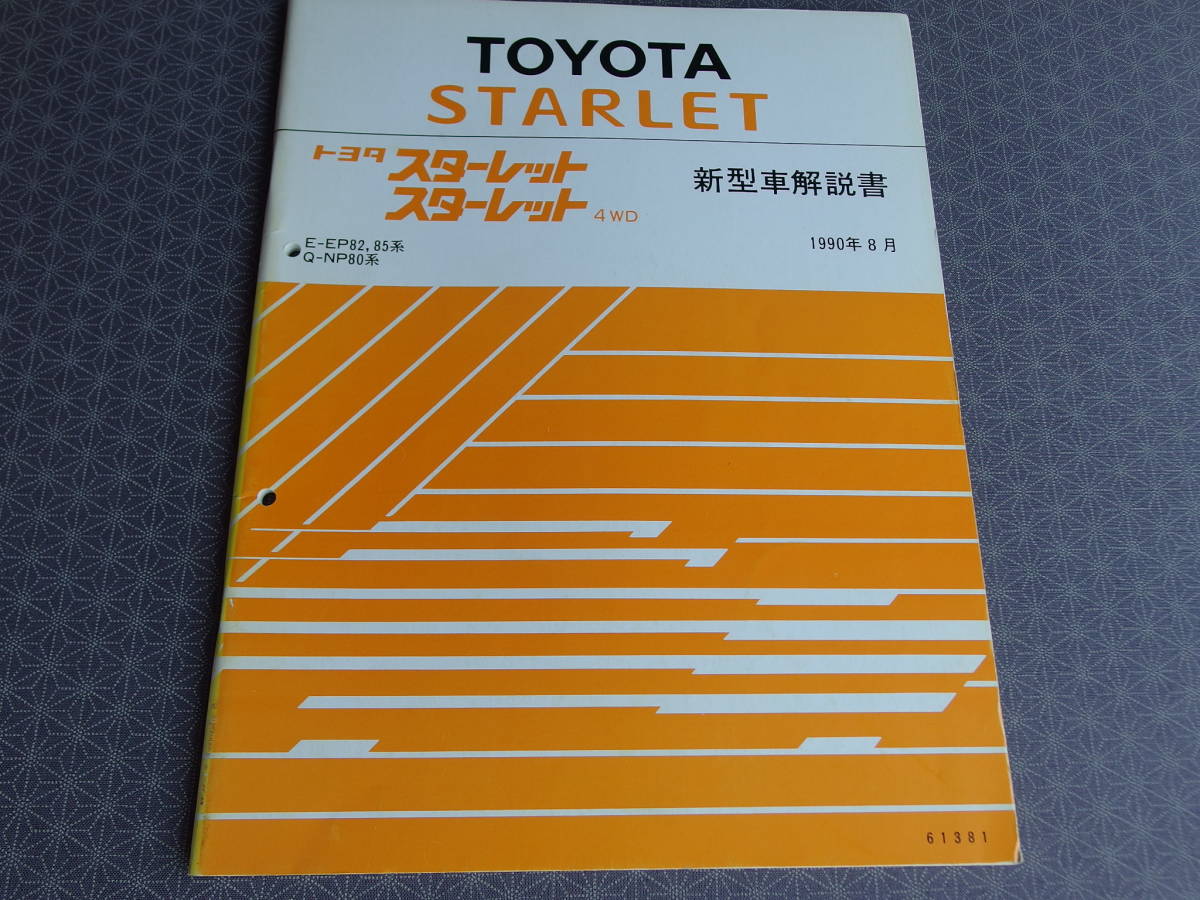 TOYOTA
STARLET
トヨタ スターレット
スターレット 4WD
新型車解説書
E-EP82,85系
Q-NP80系
1990年8月
61381